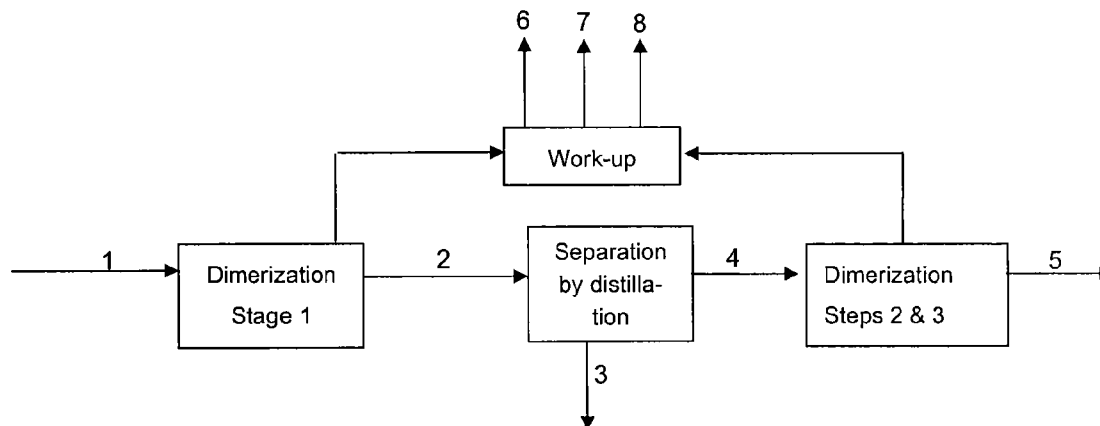 6 7 8
Work-up
1
Dimerization
Stage 1
2
Separation
by distilla-
tion
4
Dimerization
Steps 2 & 3
5
3